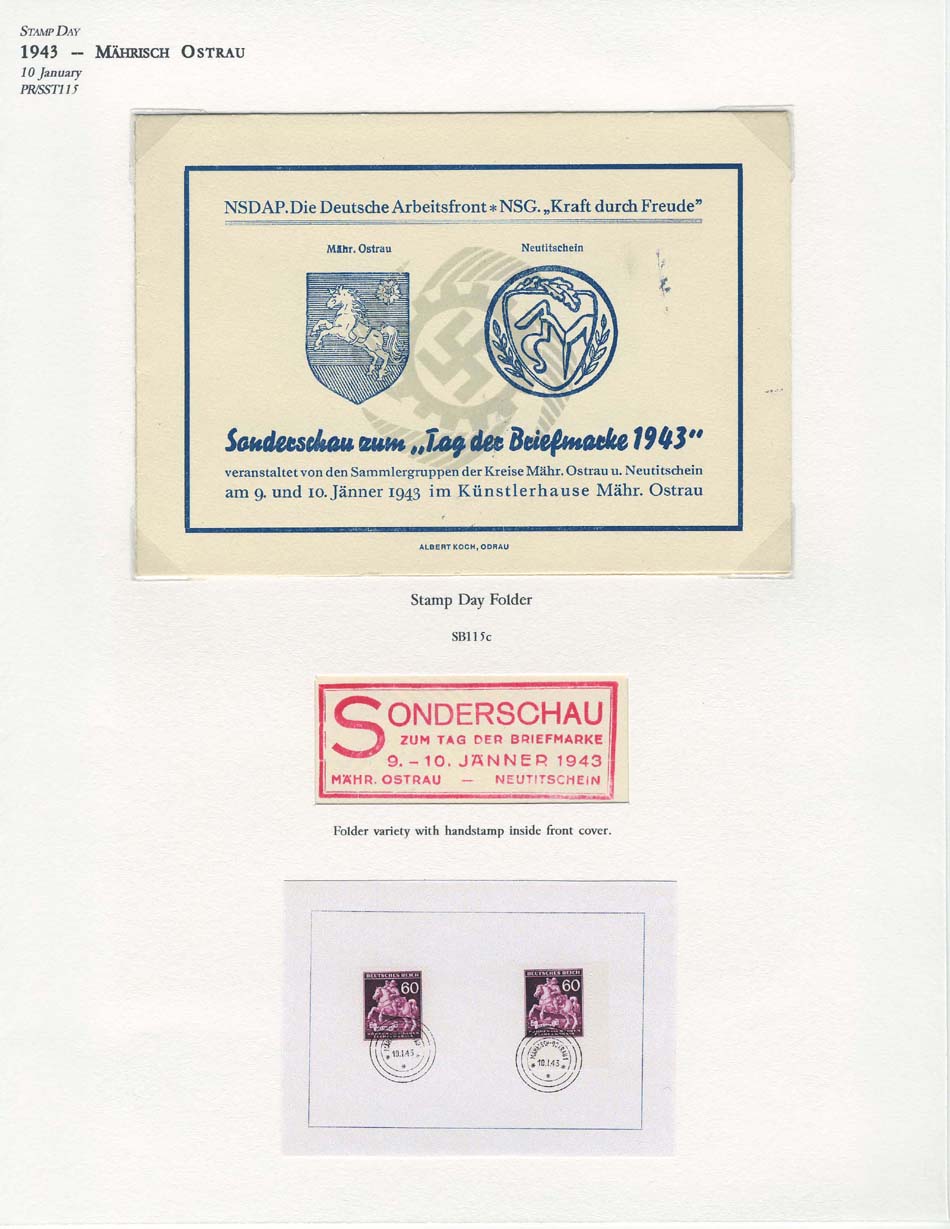 STAMP DAY
1943 – MÄHRISCH OSTRAU
10 January
PR/SST115
NSDAP. Die Deutsche Arbeitsfront * NSG. „Kraft durch Freude”
Mähr. Ostrau
Neutitschein
Sonderschau zum „Tag der Briefmarke 1943“
veranstaltet von den Sammlergruppen der Kreise Mähr. Ostrau u. Neutitschein
am 9. und 10. Jänner 1943 im Künstlerhause Mähr. Ostrau
ALBERT KOCH, ODRAU
Stamp Day Folder
SB115c
SONDERSCHAU
ZUM TAG DER BRIEFMARKE
9. – 10. JÄNNER 1943
MÄHR. OSTRAU — NEUTITSCHEIN
Folder variety with handstamp inside front cover.
DEUTSCHES REICH
60
10.I.43
DEUTSCHES REICH
60
MÄHRISCH-OSTRAU
10.I.43